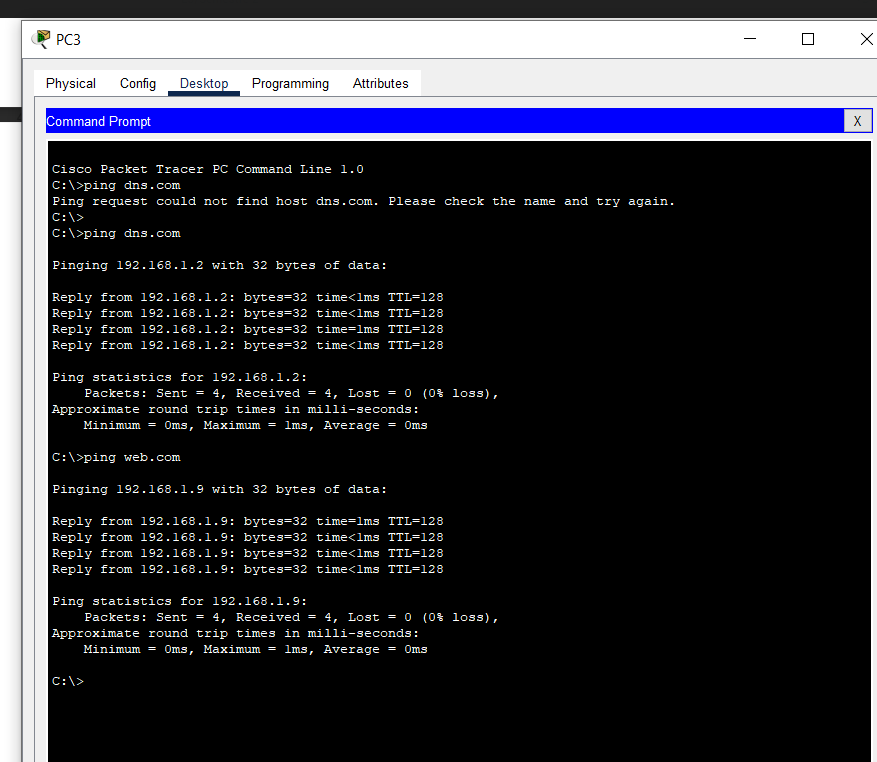 PC3
Physical Config Desktop Programming Attributes
Command Prompt
X
Cisco Packet Tracer PC Command Line 1.0
C:\>ping dns.com
Ping request could not find host dns.com. Please check the name and try again.
C:\>
C:\>ping dns.com
Pinging 192.168.1.2 with 32 bytes of data:
Reply from 192.168.1.2: bytes=32 time<1ms TTL=128
Reply from 192.168.1.2: bytes=32 time<1ms TTL=128
Reply from 192.168.1.2: bytes=32 time=1ms TTL=128
Reply from 192.168.1.2: bytes=32 time<1ms TTL=128
Ping statistics for 192.168.1.2:
Packets: Sent = 4, Received = 4, Lost = 0 (0% loss),
Approximate round trip times in milli-seconds:
Minimum = 0ms, Maximum = 1ms, Average = 0ms
C:\>ping web.com
Pinging 192.168.1.9 with 32 bytes of data:
Reply from 192.168.1.9: bytes=32 time=1ms TTL=128
Reply from 192.168.1.9: bytes=32 time<1ms TTL=128
Reply from 192.168.1.9: bytes=32 time<1ms TTL=128
Reply from 192.168.1.9: bytes=32 time<1ms TTL=128
Ping statistics for 192.168.1.9:
Packets: Sent = 4, Received = 4, Lost = 0 (0% loss),
Approximate round trip times in milli-seconds:
Minimum = 0ms, Maximum = 1ms, Average = 0ms
C:\>